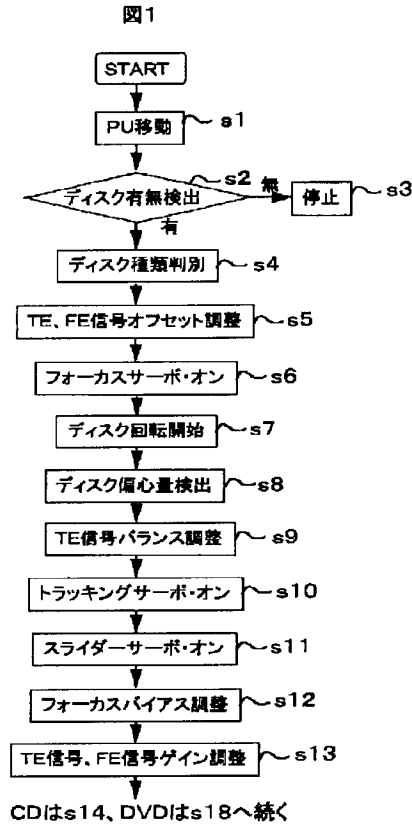 図1
START
PU移動 s1
ディスク有無検出 s2
無
停止 s3
有
ディスク種類判別 s4
TE、FE信号オフセット調整 s5
フォーカスサーボ・オン s6
ディスク回転開始 s7
ディスク偏心量検出 s8
TE信号バランス調整 s9
トラッキングサーボ・オン s10
スライダーサーボ・オン s11
フォーカスバイアス調整 s12
TE信号、FE信号ゲイン調整 s13
CDはs14、DVDはs18へ続く